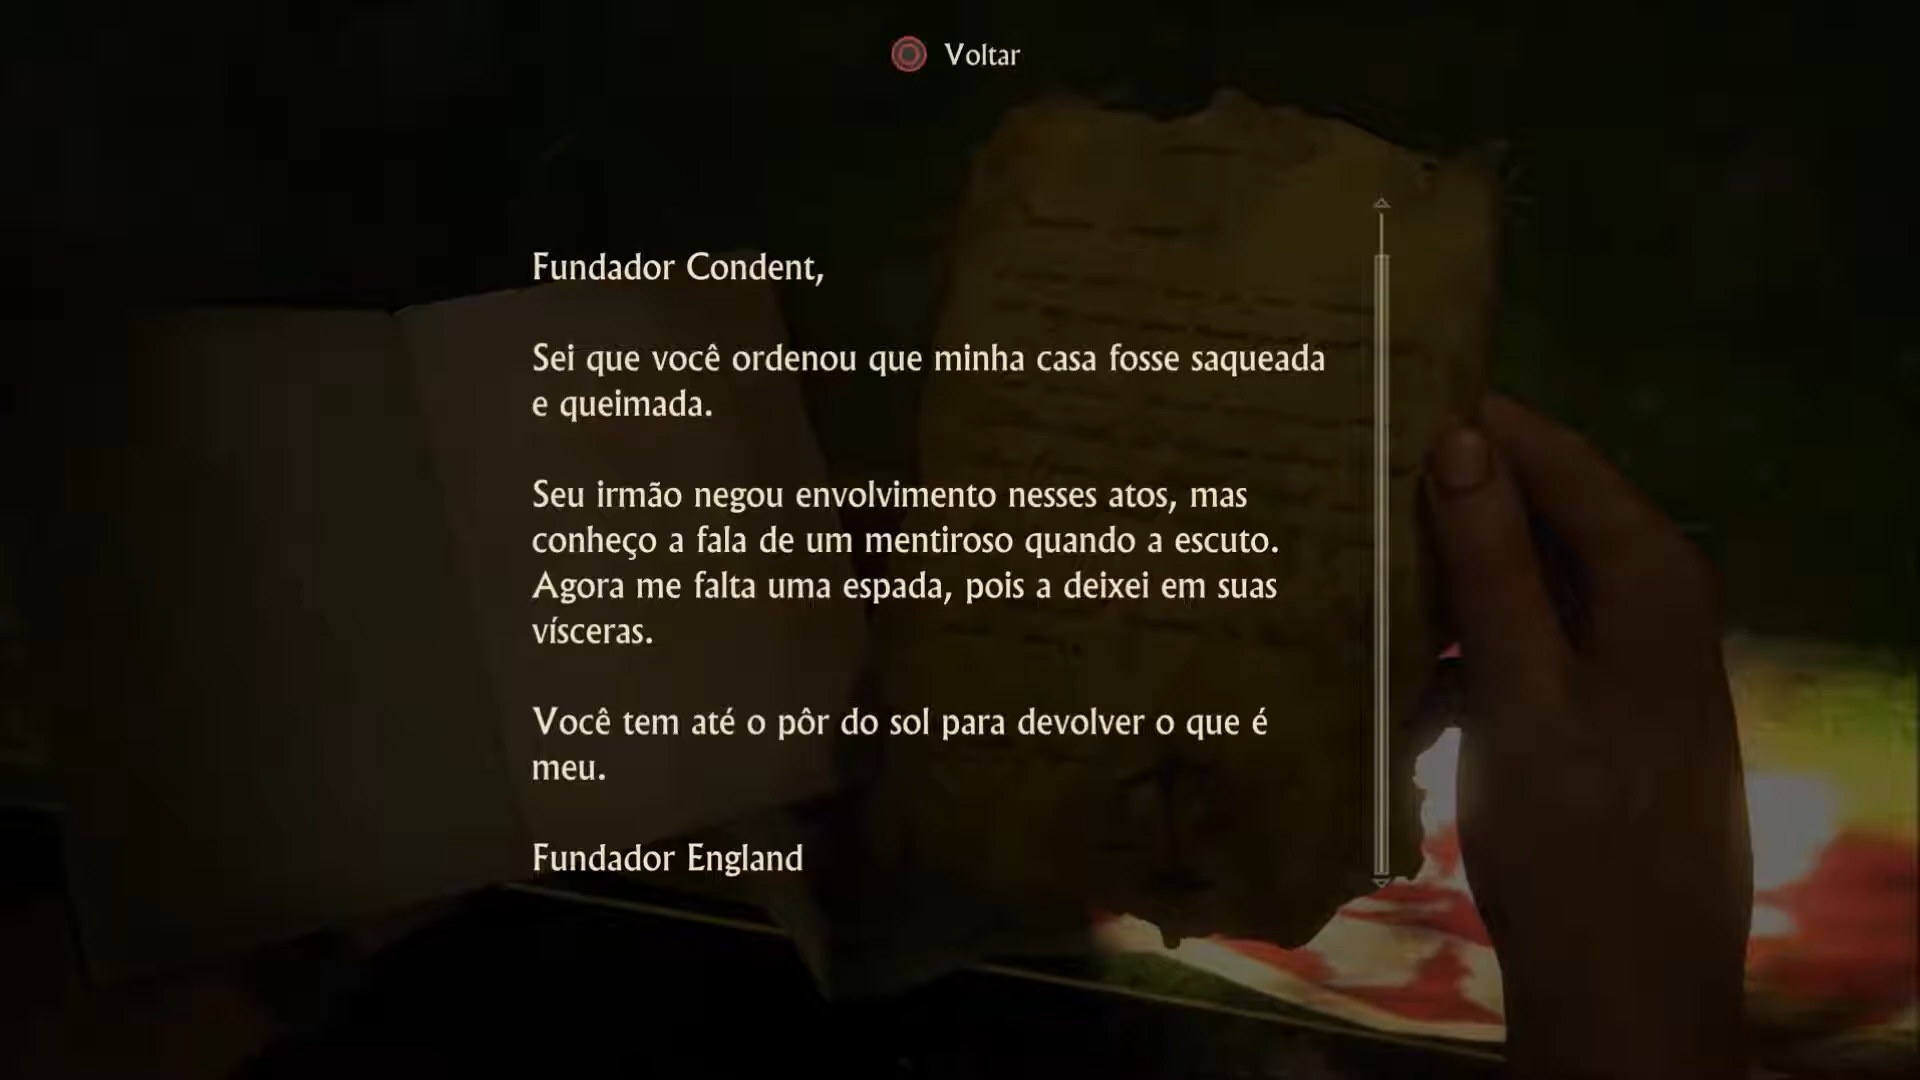 Voltar
Fundador Condent,
Sei que você ordenou que minha casa fosse saqueada
e queimada.
Seu irmão negou envolvimento nesses atos, mas
conheço a fala de um mentiroso quando a escuto.
Agora me falta uma espada, pois a deixei em suas
vísceras.
Você tem até o pôr do sol para devolver o que é
meu.
Fundador England